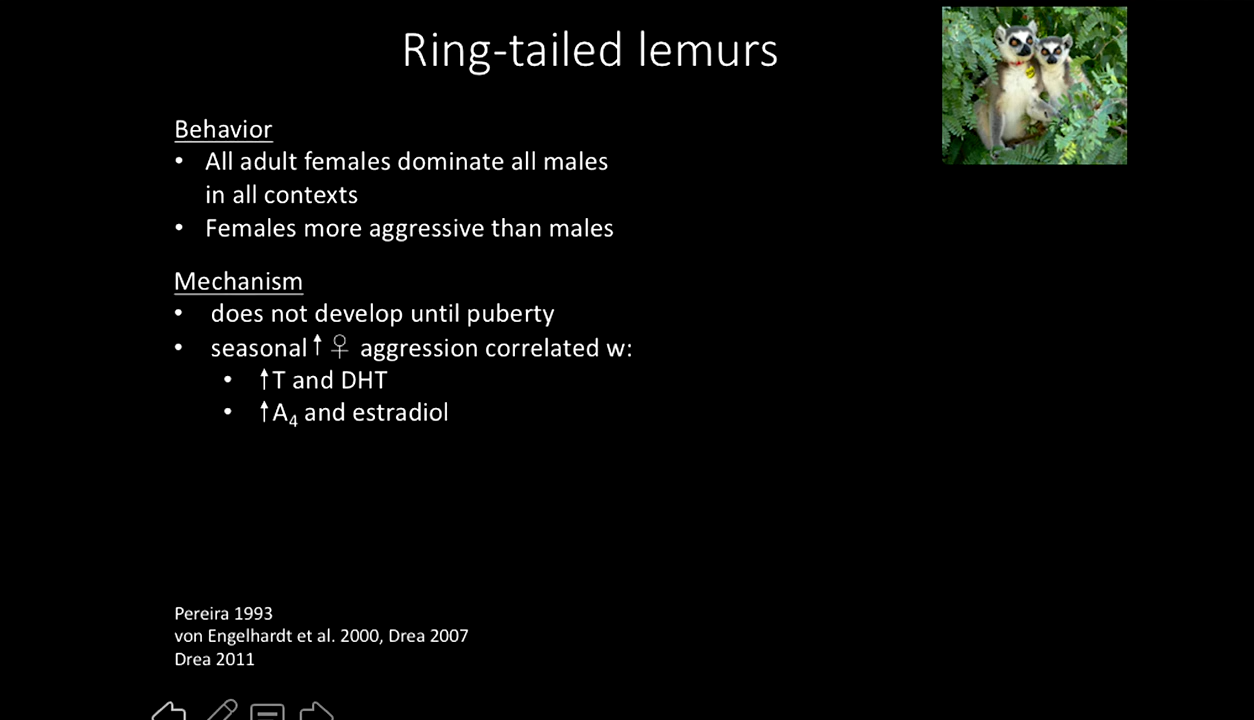 Ring-tailed lemurs
Behavior
• All adult females dominate all males
in all contexts
• Females more aggressive than males
Mechanism
• does not develop until puberty
• seasonal ↑ ♀ aggression correlated w:
• ↑T and DHT
• ↑A₄ and estradiol
Pereira 1993
von Engelhardt et al. 2000, Drea 2007
Drea 2011